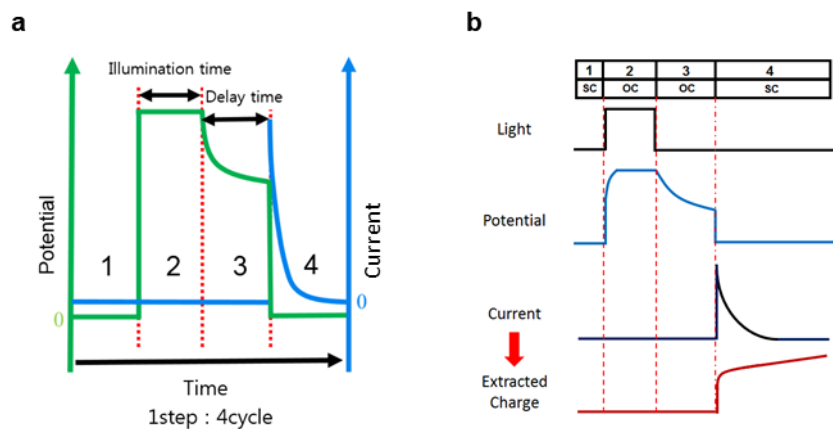 a
Illumination time
Delay time
Potential
Current
1
2
3
4
0
0
Time
1step : 4cycle
b
1 2 3 4
SC OC OC SC
Light
Potential
Current
Extracted
Charge